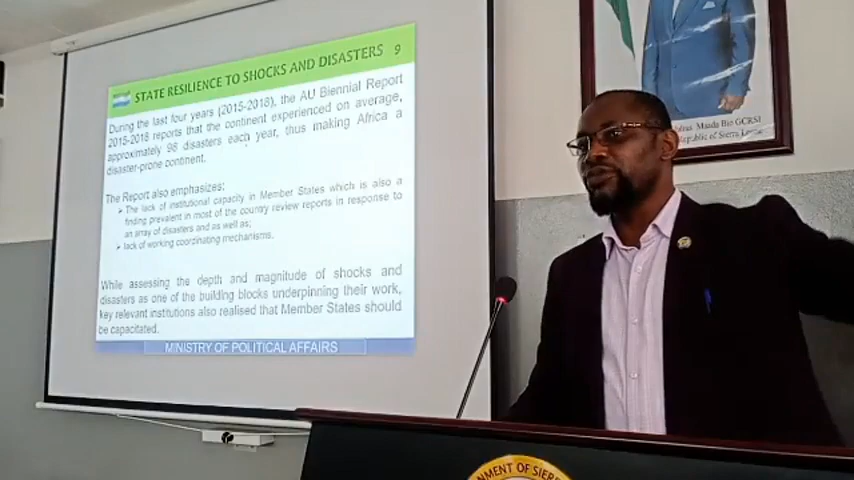 STATE RESILIENCE TO SHOCKS AND DISASTERS 9
During the last four years (2015-2018), the AU Biennial Report
2015-2018 reports that the continent experienced on average,
approximately 98 disasters each year, thus making Africa a
disaster-prone continent.
The Report also emphasizes;
➤ The lack of institutional capacity in Member States which is also a
finding prevalent in most of the country review reports in response to
an array of disasters and as well as;
➤ lack of working coordinating mechanisms.
While assessing the depth and magnitude of shocks and
disasters as one of the building blocks underpinning their work,
key relevant institutions also realised that Member States should
be capacitated.
MINISTRY OF POLITICAL AFFAIRS
Maada Bio GCRSL
Republic of Sierra Leone
NMENT OF SIER